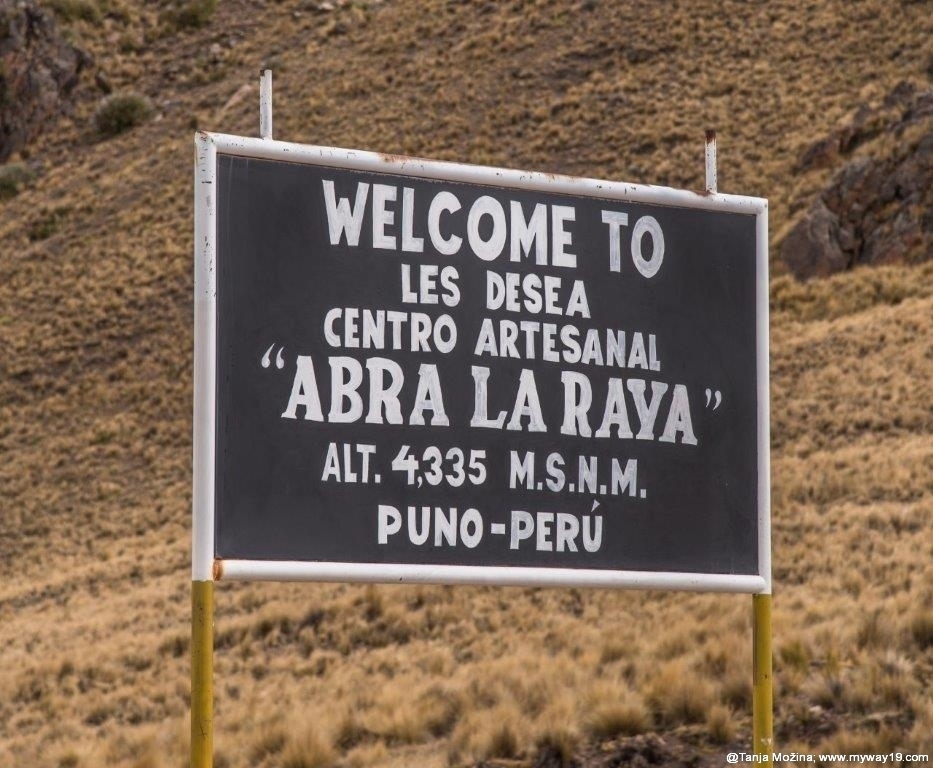 WELCOME TO
LES DESEA
CENTRO ARTESANAL
“ABRA LA RAYA”
ALT. 4,335 M.S.N.M.
PUNO-PERÚ
@Tanja Možina; www.myway19.com